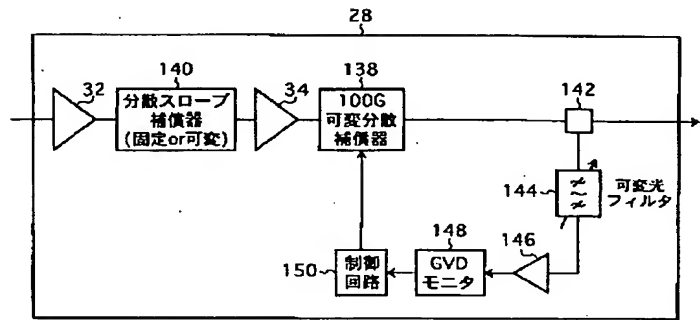 28
32
140
分散スロープ
補償器
(固定or可変)
34
138
100G
可変分散
補償器
142
144
可変光
フィルタ
146
148
GVD
モニタ
150
制御
回路